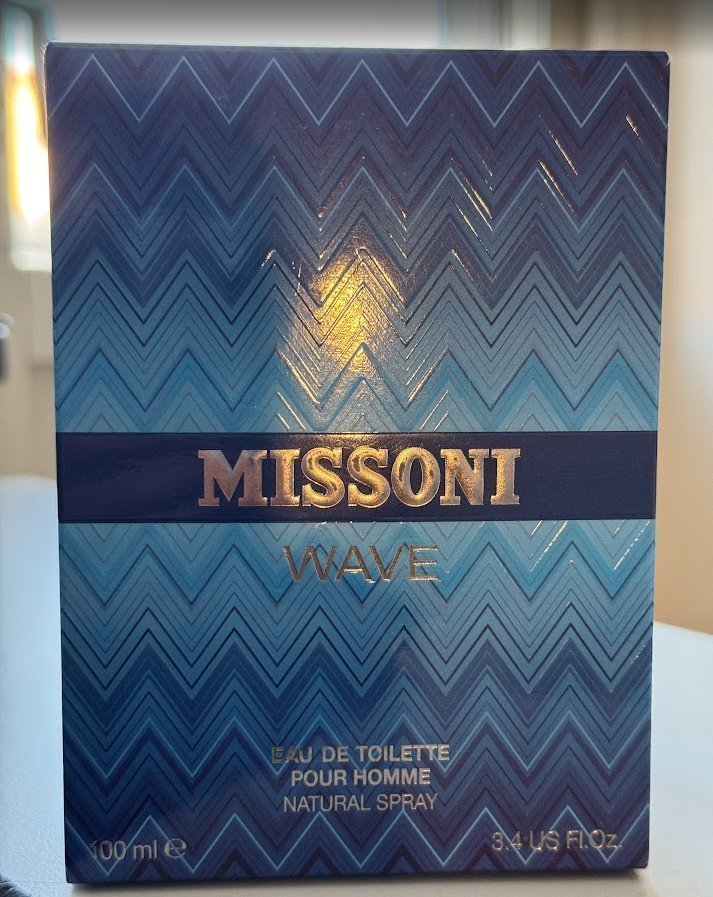 MISSONI
WAVE
EAU DE TOILETTE
POUR HOMME
NATURAL SPRAY
100 ml ℮ 3.4 US Fl.Oz.